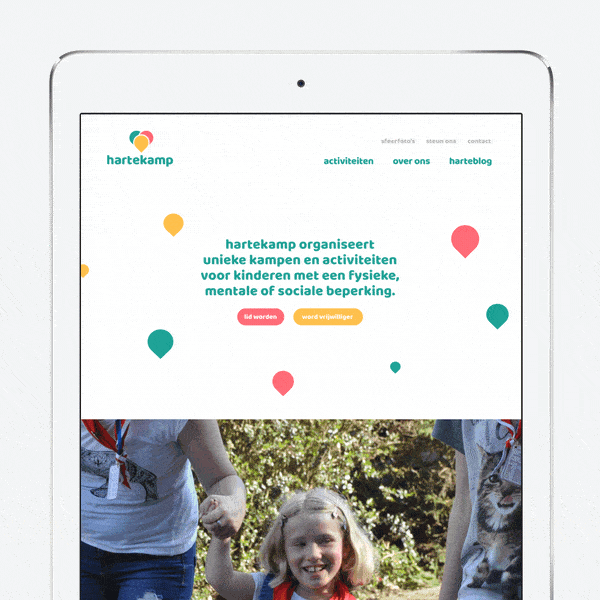 sfeerfoto's steun ons contact
hartekamp
activiteiten over ons harteblog
hartekamp organiseert
unieke kampen en activiteiten
voor kinderen met een fysieke,
mentale of sociale beperking.
lid worden word vrijwilliger